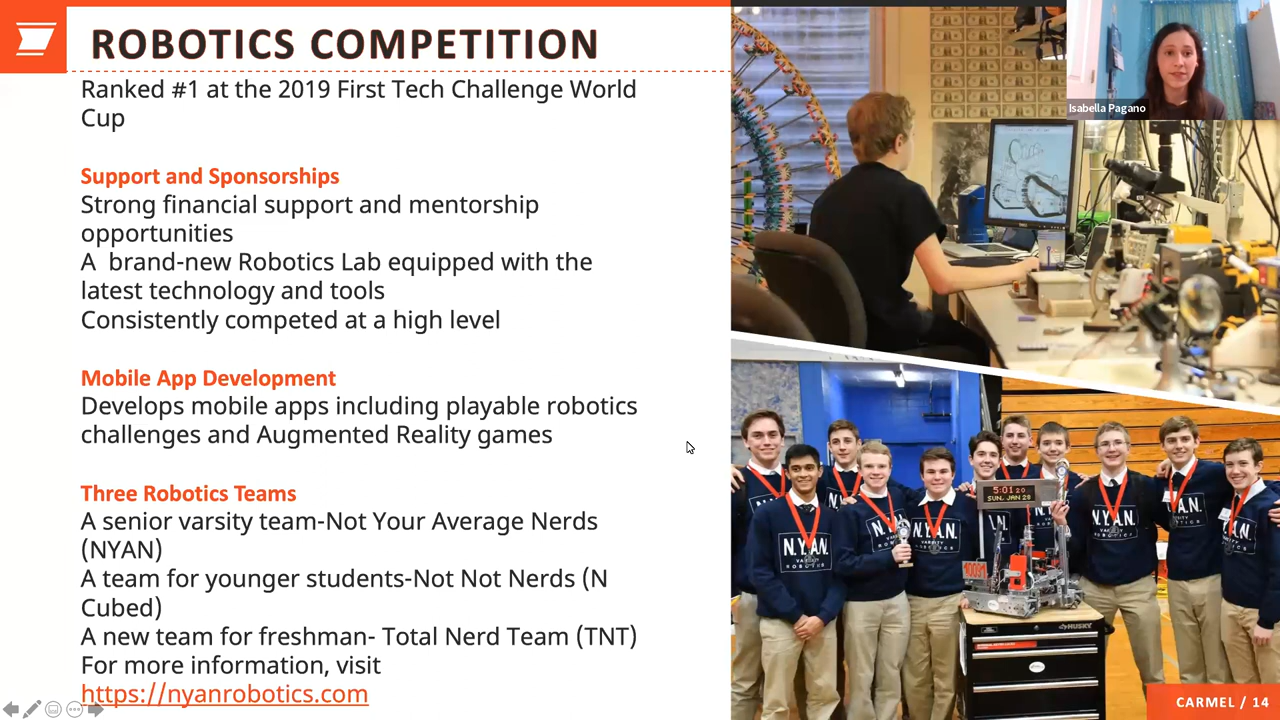 ROBOTICS COMPETITION
Ranked #1 at the 2019 First Tech Challenge World
Cup
Support and Sponsorships
Strong financial support and mentorship
opportunities
A  brand-new Robotics Lab equipped with the
latest technology and tools
Consistently competed at a high level
Mobile App Development
Develops mobile apps including playable robotics
challenges and Augmented Reality games
Three Robotics Teams
A senior varsity team-Not Your Average Nerds
(NYAN)
A team for younger students-Not Not Nerds (N
Cubed)
A new team for freshman- Total Nerd Team (TNT)
For more information, visit
https://nyanrobotics.com
Isabella Pagano
5:01 20
SUN. JAN 28
N.Y.A.N.
VARSITY
ROBOTICS
N.Y.A.N.
VARSITY
ROBOTICS
HUSKY
CARMEL / 14